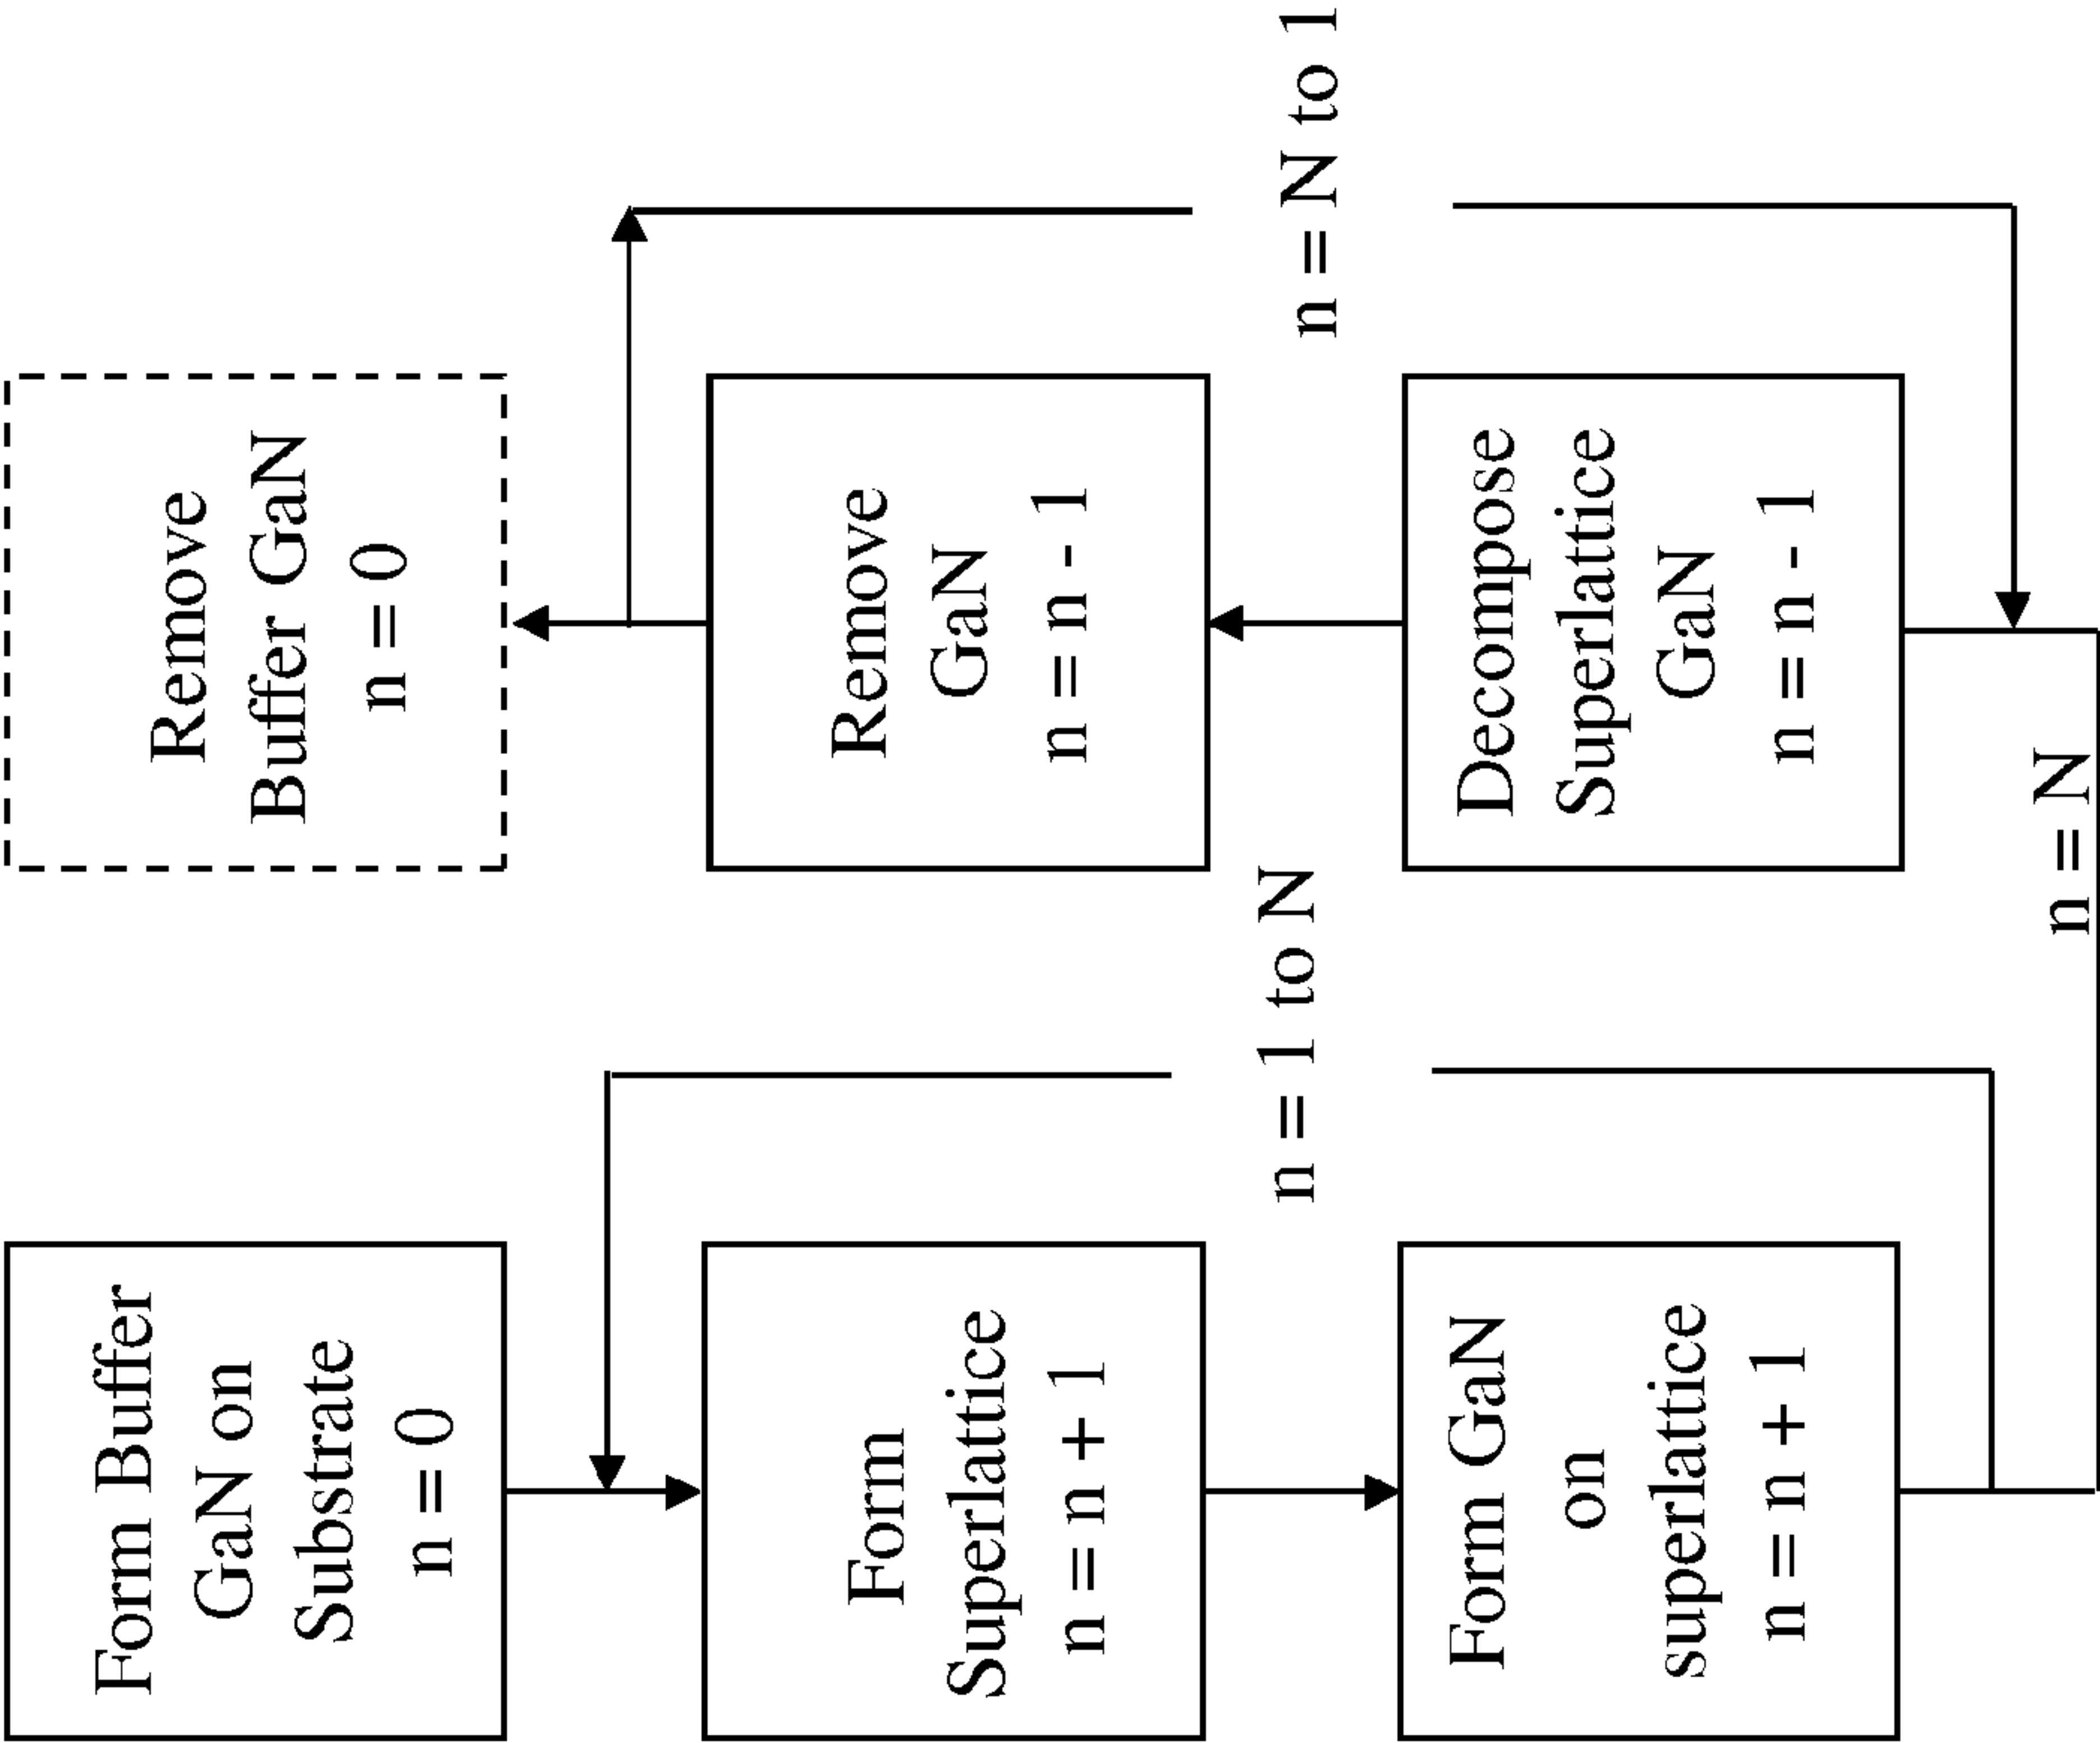 Form Buffer
GaN on
Substrate
n = 0
Form
Superlattice
n = n + 1
Form GaN
on
superlattice
n = n + 1
n = 1 to N
n = N
Decompose
Superlattice
GaN
n = n - 1
Remove
GaN
n = n - 1
n = N to 1
Remove
Buffer GaN
n = 0